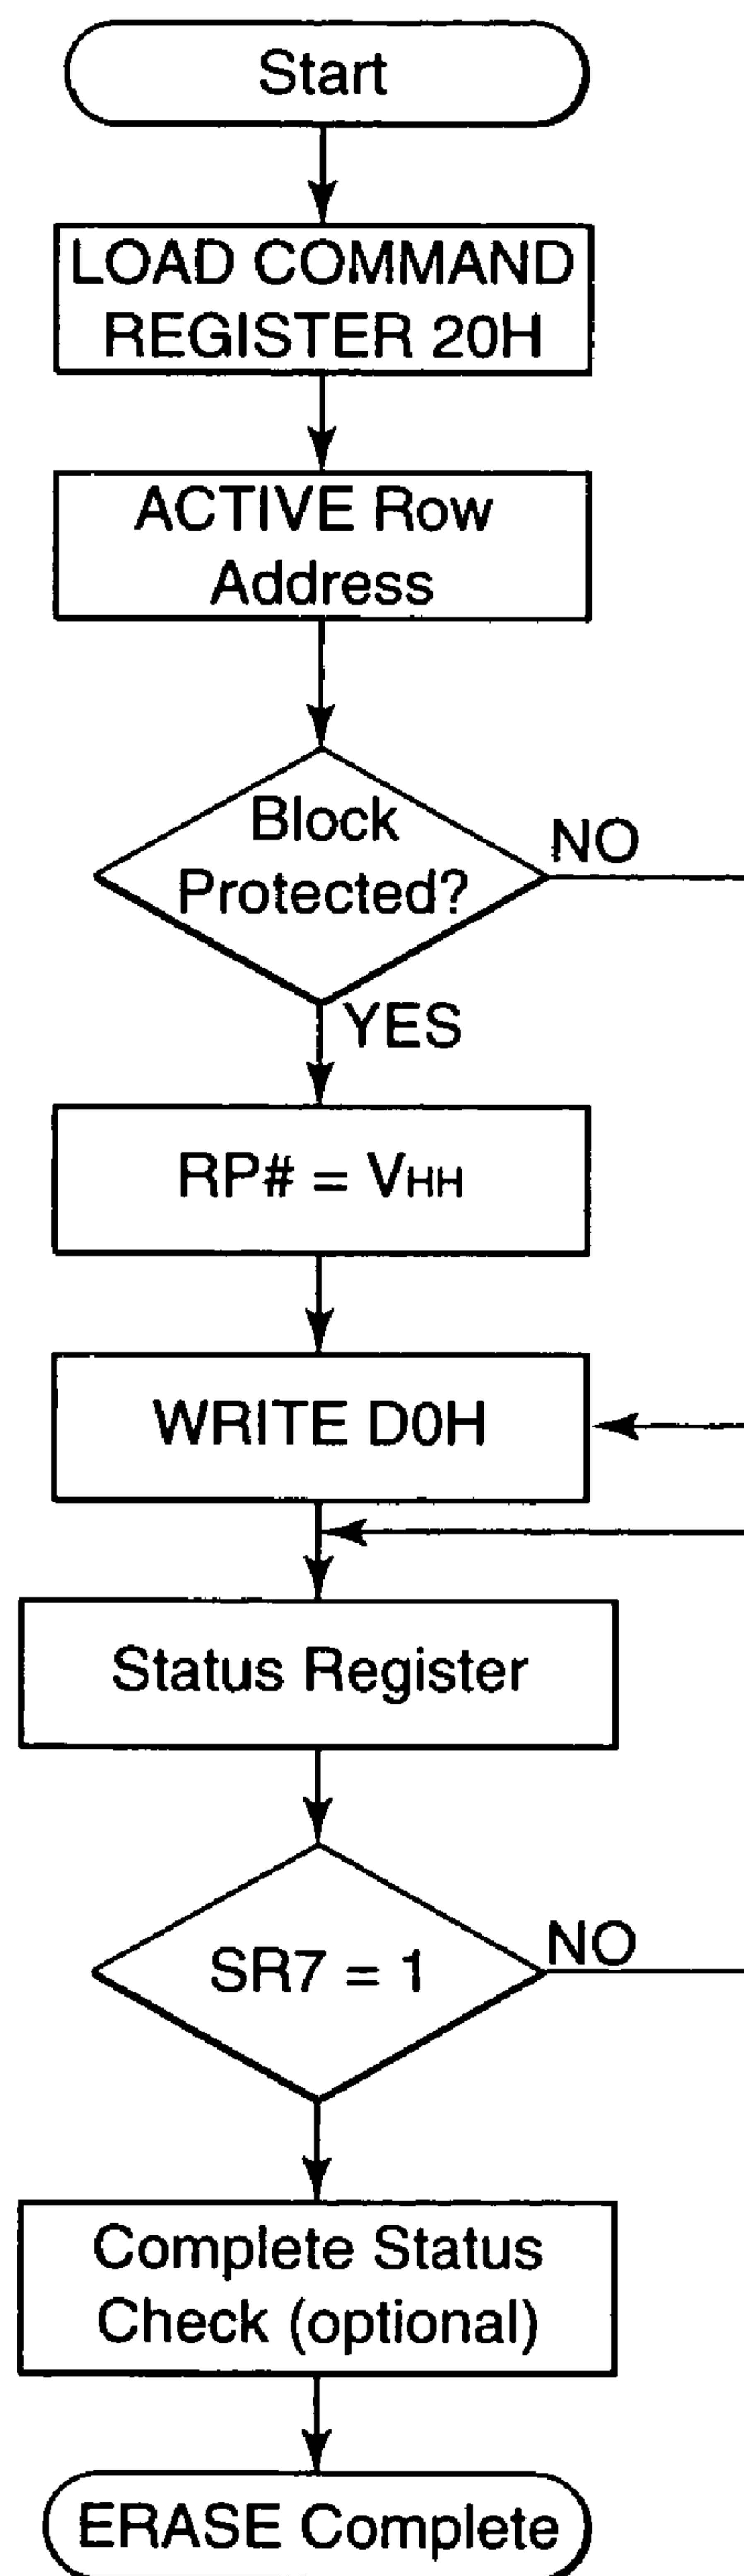 Start
LOAD COMMAND
REGISTER 20H
ACTIVE Row
Address
Block
Protected?
NO
YES
RP# = VHH
WRITE D0H
Status Register
SR7 = 1
NO
Complete Status
Check (optional)
ERASE Complete